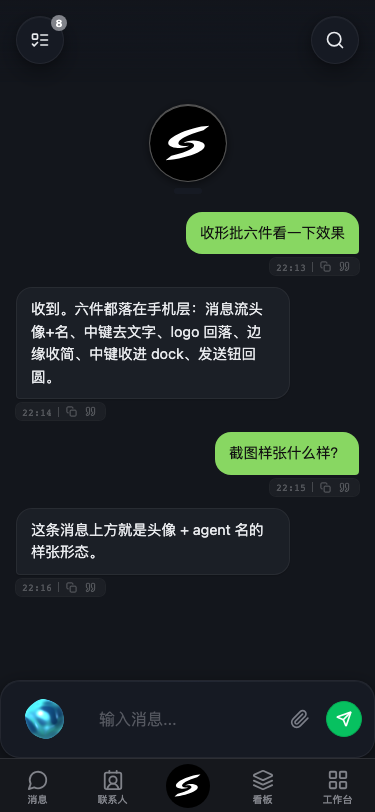 8
收形批六件看一下效果
22:13
收到。六件都落在手机层：消息流头
像+名、中键去文字、logo 回落、边
缘收简、中键收进 dock、发送钮回
圆。
22:14
截图样张什么样？
22:15
这条消息上方就是头像 + agent 名的
样张形态。
22:16
输入消息...
消息
联系人
看板
工作台